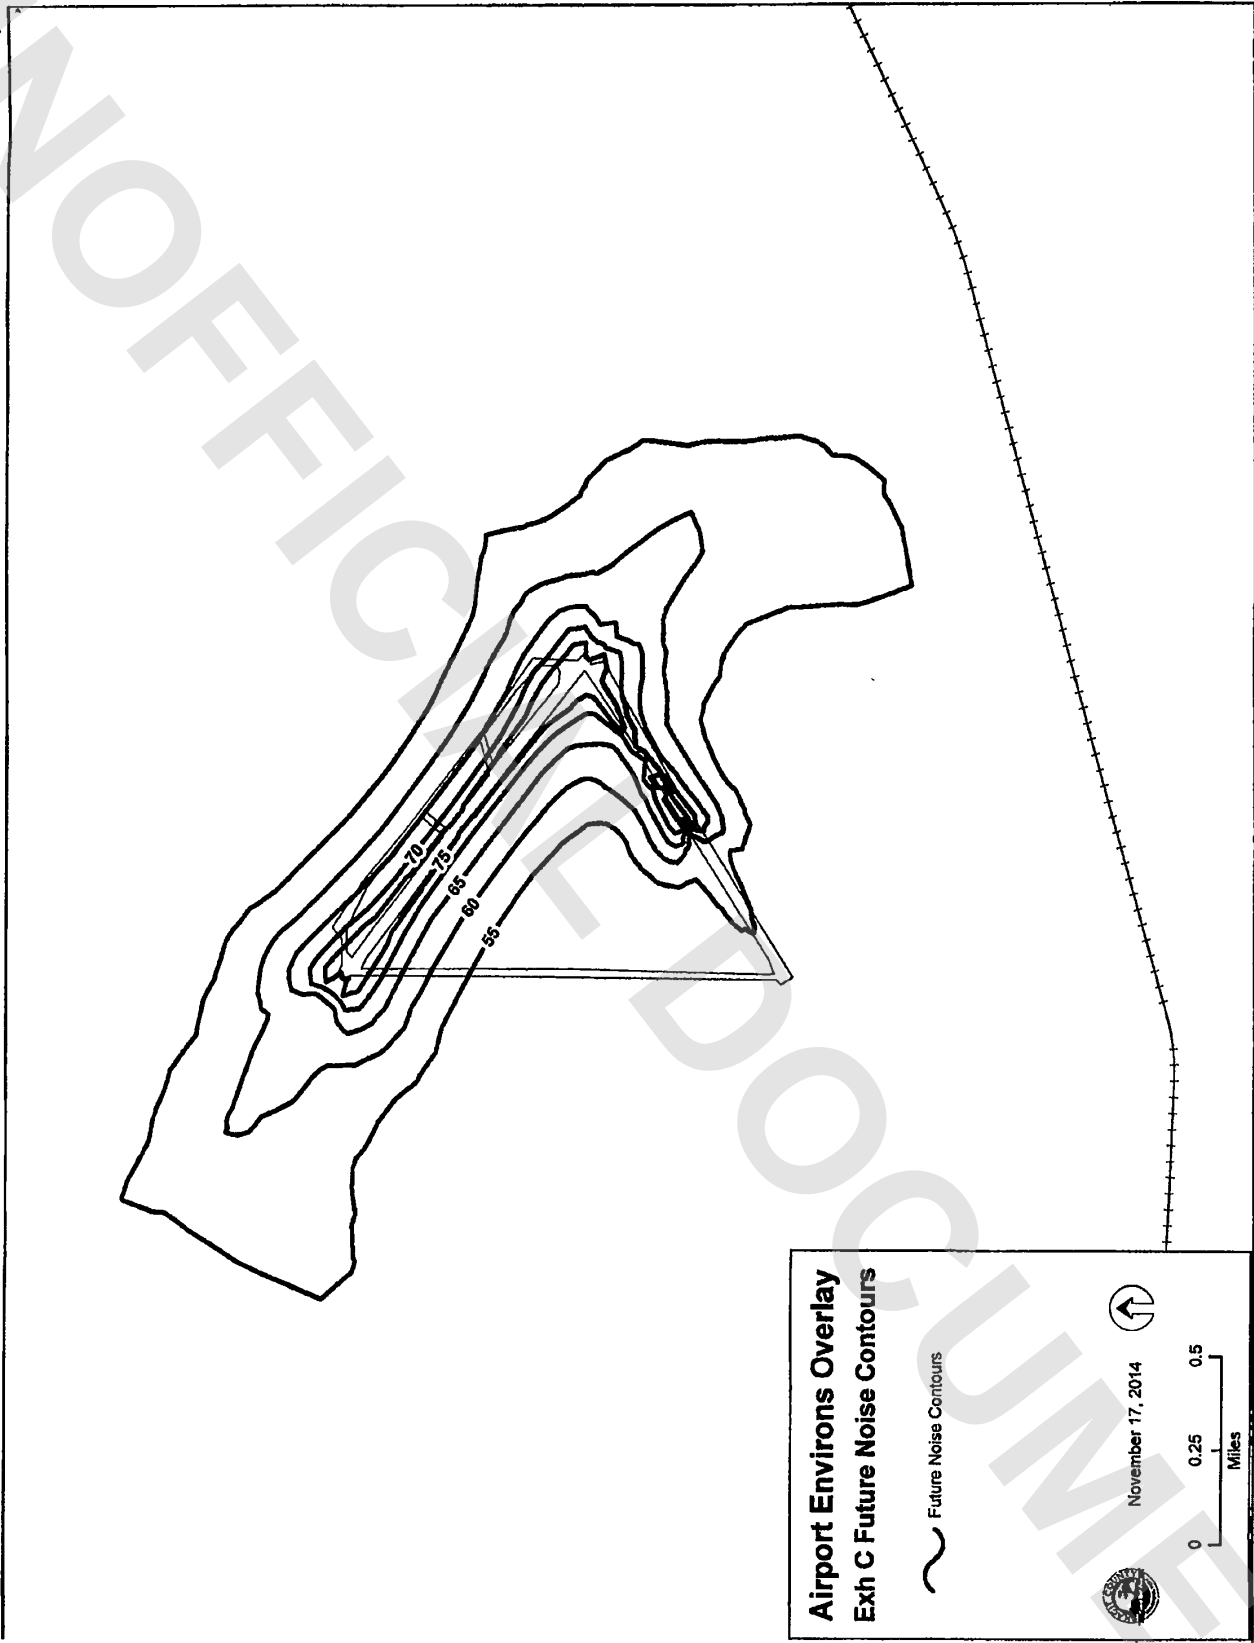 UNOFFICIAL DOCUMENT
70
75
65
60
55
Airport Environs Overlay
Exh C Future Noise Contours
Future Noise Contours
November 17, 2014
0 0.25 0.5
Miles